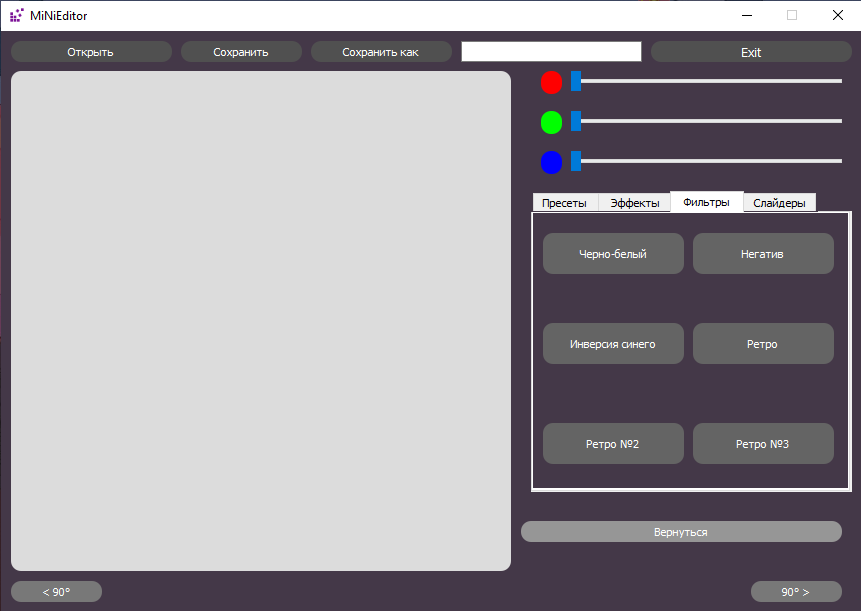 MiNiEditor
Открыть
Сохранить
Сохранить как
Exit
Пресеты
Эффекты
Фильтры
Слайдеры
Черно-белый
Негатив
Инверсия синего
Ретро
Ретро №2
Ретро №3
Вернуться
< 90°
90° >